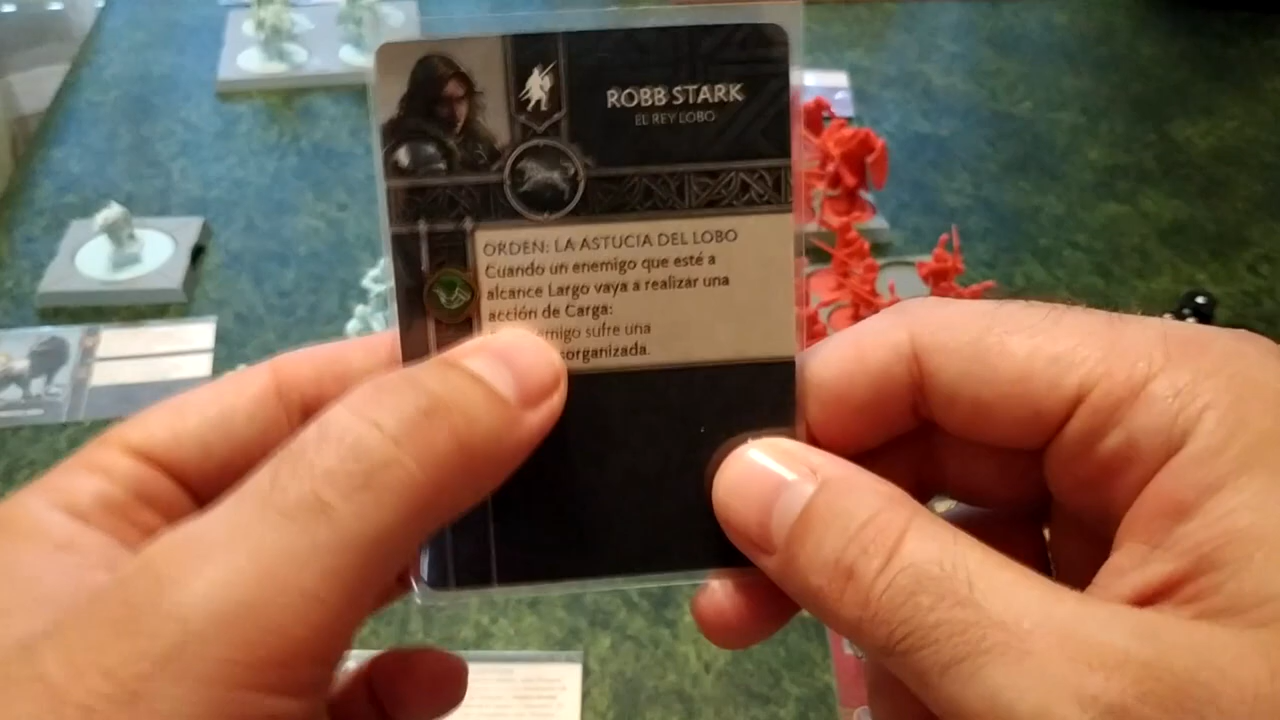 ROBB STARK
EL REY LOBO
ORDEN: LA ASTUCIA DEL LOBO
Cuando un enemigo que esté a
alcance Largo vaya a realizar una
acción de Carga:
emigo sufre una
sorganizada.